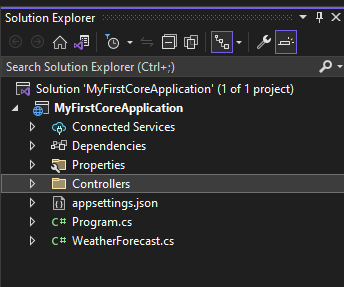 Solution Explorer
Search Solution Explorer (Ctrl+;)
Solution 'MyFirstCoreApplication' (1 of 1 project)
MyFirstCoreApplication
Connected Services
Dependencies
Properties
Controllers
appsettings.json
C# Program.cs
C# WeatherForecast.cs